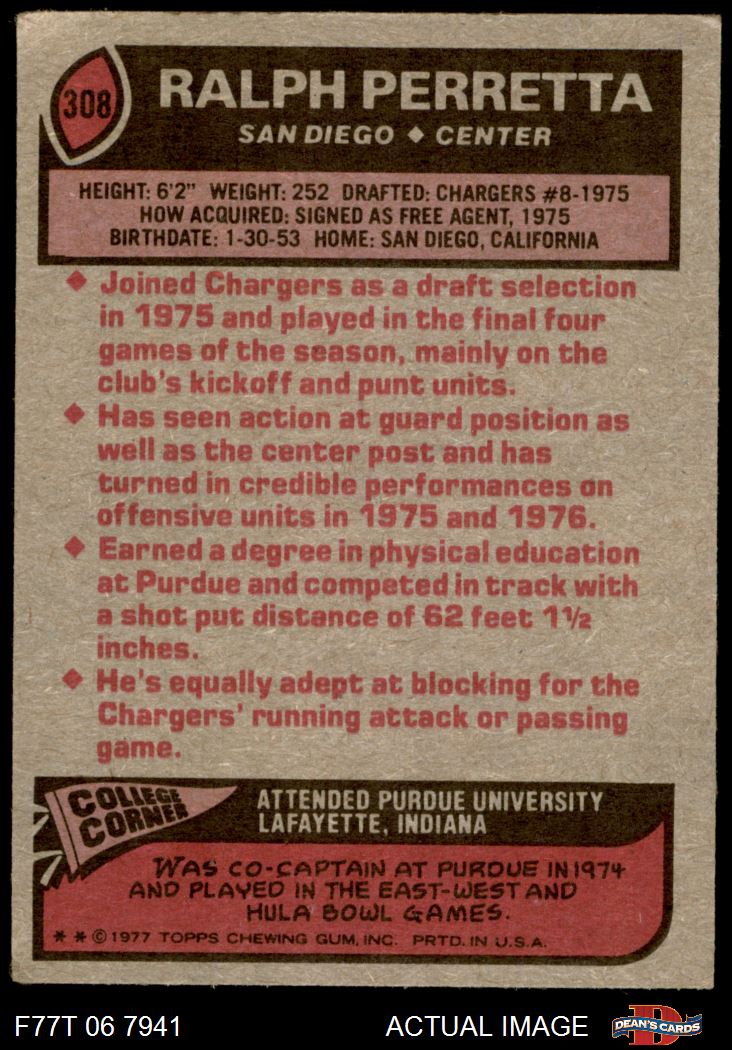 308
RALPH PERRETTA
SAN DIEGO ◆ CENTER
HEIGHT: 6'2" WEIGHT: 252 DRAFTED: CHARGERS #8-1975
HOW ACQUIRED: SIGNED AS FREE AGENT, 1975
BIRTHDATE: 1-30-53 HOME: SAN DIEGO, CALIFORNIA
◆ Joined Chargers as a draft selection
in 1975 and played in the final four
games of the season, mainly on the
club's kickoff and punt units.
◆ Has seen action at guard position as
well as the center post and has
turned in credible performances on
offensive units in 1975 and 1976.
◆ Earned a degree in physical education
at Purdue and competed in track with
a shot put distance of 62 feet 1½
inches.
◆ He's equally adept at blocking for the
Chargers' running attack or passing
game.
COLLEGE
CORNER
ATTENDED PURDUE UNIVERSITY
LAFAYETTE, INDIANA
WAS CO-CAPTAIN AT PURDUE IN 1974
AND PLAYED IN THE EAST-WEST AND
HULA BOWL GAMES.
* * © 1977 TOPPS CHEWING GUM, INC. PRTD. IN U.S.A.
F77T 06 7941
ACTUAL IMAGE
D
DEAN'S CARDS